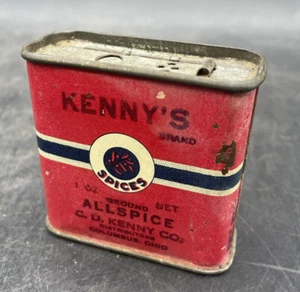 KENNY'S
BRAND
SPICES
1 OZ. NET
GROUND
ALLSPICE
C. D. KENNY CO.
DISTRIBUTORS
COLUMBUS, OHIO